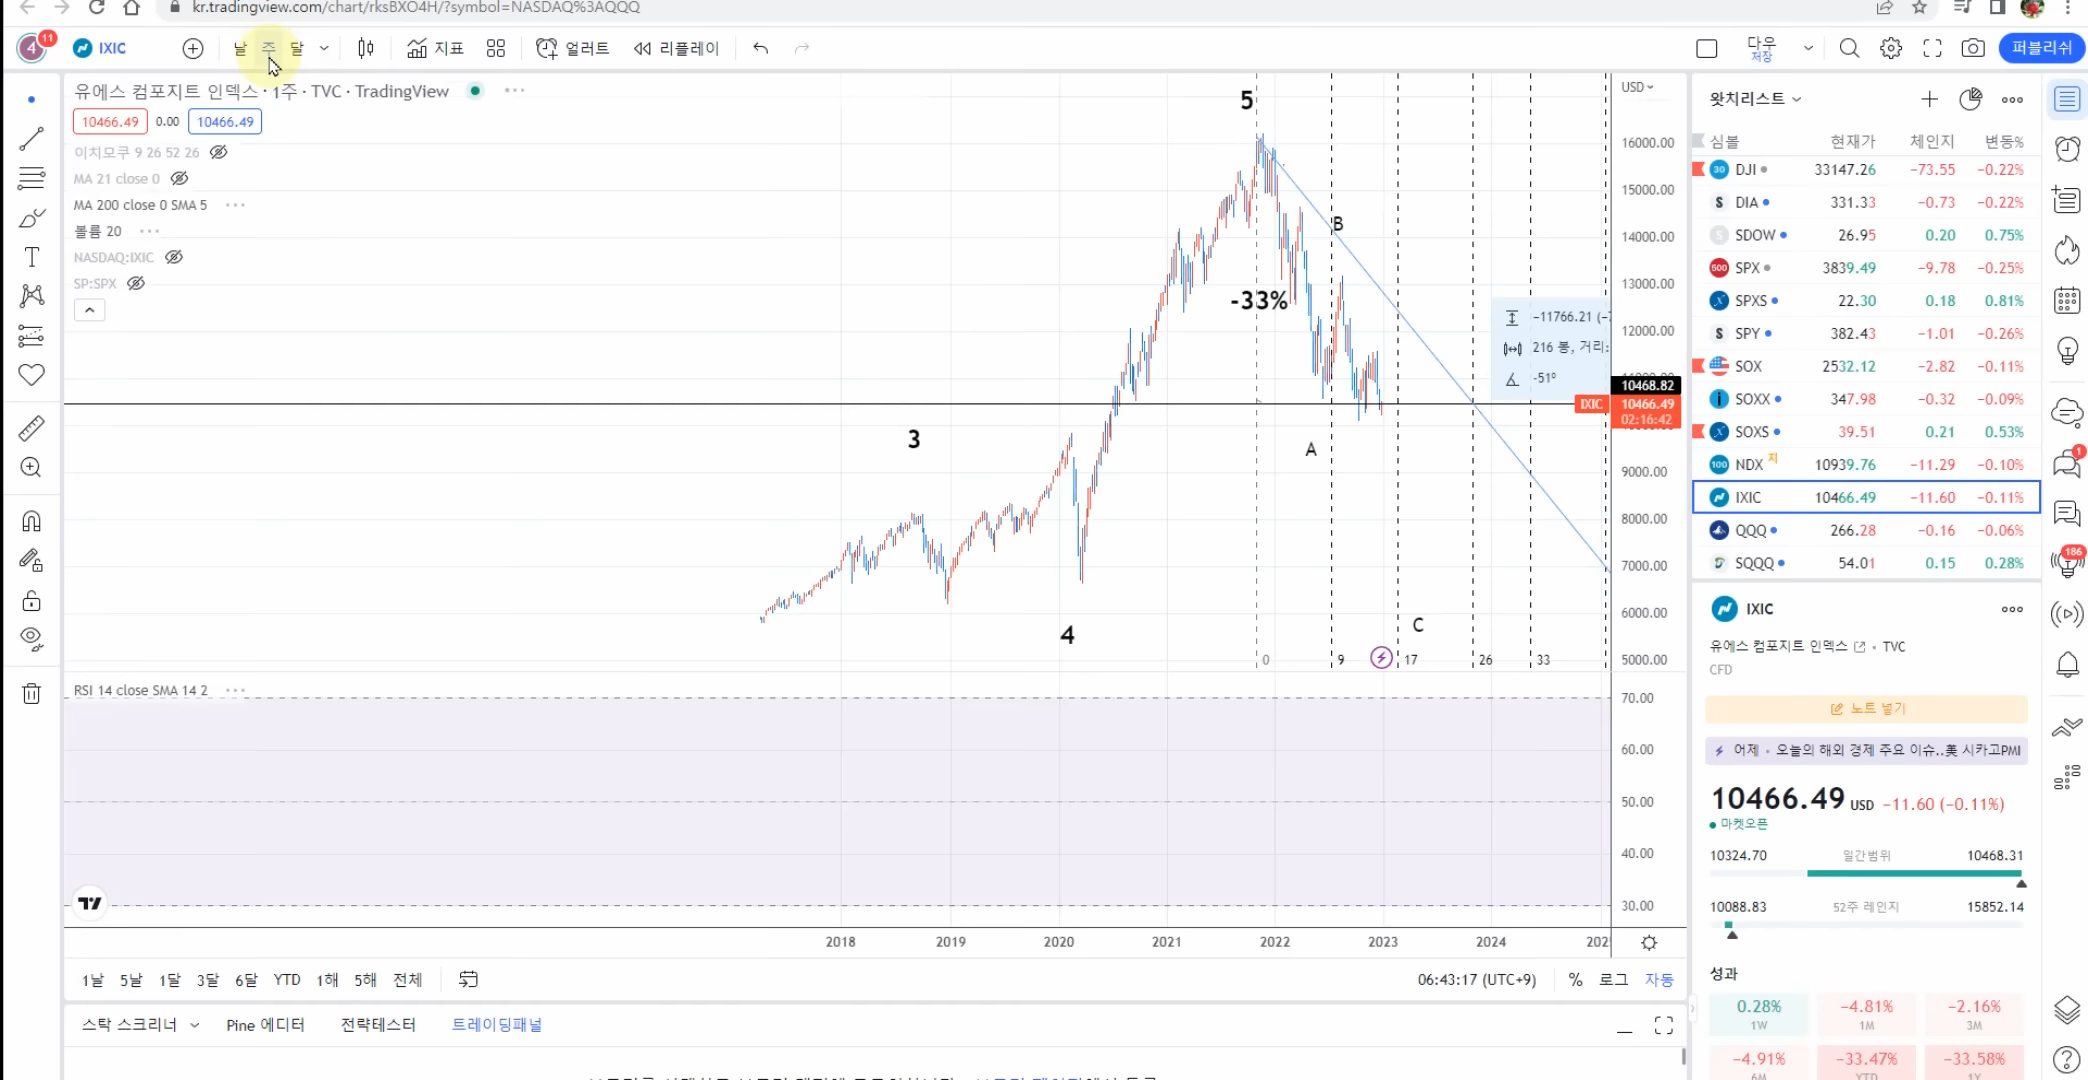 kr.tradingview.com/chart/rksBXO4H/?symbol=NASDAQ%3AQQQ
4 11 IXIC 날 주 달 지표 얼러트 리플레이 다우 저장 퍼블리쉬
유에스 컴포지트 인덱스 · 1주 · TVC · TradingView
10466.49 0.00 10466.49
이치모쿠 9 26 52 26
MA 21 close 0
MA 200 close 0 SMA 5
볼륨 20
NASDAQ:IXIC
SP:SPX
5
B
-33%
3
A
4
C
-11766.21
216 봉, 거리:
-51°
0 9 17 26 33
USD
16000.00
15000.00
14000.00
13000.00
12000.00
10468.82
IXIC 10466.49
02:16:42
9000.00
8000.00
7000.00
6000.00
5000.00
RSI 14 close SMA 14 2
70.00
60.00
50.00
40.00
30.00
2018 2019 2020 2021 2022 2023 2024
1날 5날 1달 3달 6달 YTD 1해 5해 전체
06:43:17 (UTC+9) % 로그 자동
스탁 스크리너 Pine 에디터 전략테스터 트레이딩패널
왓치리스트
심볼 현재가 체인지 변동%
30 DJI 33147.26 -73.55 -0.22%
S DIA 331.33 -0.73 -0.22%
S SDOW 26.95 0.20 0.75%
500 SPX 3839.49 -9.78 -0.25%
SPXS 22.30 0.18 0.81%
S SPY 382.43 -1.01 -0.26%
SOX 2532.12 -2.82 -0.11%
SOXX 347.98 -0.32 -0.09%
SOXS 39.51 0.21 0.53%
100 NDX 지 10939.76 -11.29 -0.10%
IXIC 10466.49 -11.60 -0.11%
QQQ 266.28 -0.16 -0.06%
SQQQ 54.01 0.15 0.28%
IXIC
유에스 컴포지트 인덱스 · TVC
CFD
노트 넣기
어제 · 오늘의 해외 경제 주요 이슈..美 시카고PMI
10466.49 USD -11.60 (-0.11%)
마켓오픈
10324.70 일간범위 10468.31
10088.83 52주 레인지 15852.14
성과
0.28% -4.81% -2.16%
1W 1M 3M
-4.91% -33.47% -33.58%
6M YTD 1Y
1
186